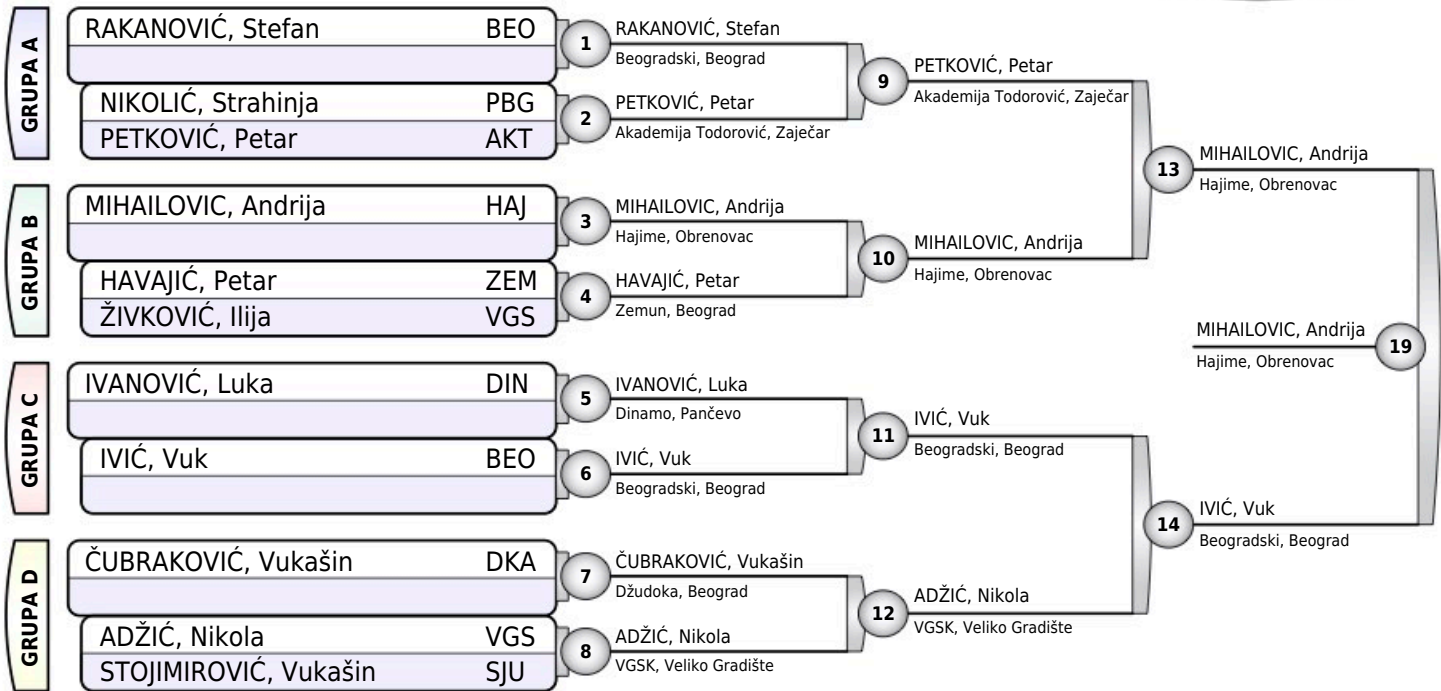 GRUPA A
RAKANOVIĆ, Stefan BEO
NIKOLIĆ, Strahinja PBG
PETKOVIĆ, Petar AKT
GRUPA B
MIHAILOVIC, Andrija HAJ
HAVAJIĆ, Petar ZEM
ŽIVKOVIĆ, Ilija VGS
GRUPA C
IVANOVIĆ, Luka DIN
IVIĆ, Vuk BEO
GRUPA D
ČUBRAKOVIĆ, Vukašin DKA
ADŽIĆ, Nikola VGS
STOJIMIROVIĆ, Vukašin SJU
1
RAKANOVIĆ, Stefan
Beogradski, Beograd
2
PETKOVIĆ, Petar
Akademija Todorović, Zaječar
3
MIHAILOVIC, Andrija
Hajime, Obrenovac
4
HAVAJIĆ, Petar
Zemun, Beograd
5
IVANOVIĆ, Luka
Dinamo, Pančevo
6
IVIĆ, Vuk
Beogradski, Beograd
7
ČUBRAKOVIĆ, Vukašin
Džudoka, Beograd
8
ADŽIĆ, Nikola
VGSK, Veliko Gradište
9
PETKOVIĆ, Petar
Akademija Todorović, Zaječar
10
MIHAILOVIC, Andrija
Hajime, Obrenovac
11
IVIĆ, Vuk
Beogradski, Beograd
12
ADŽIĆ, Nikola
VGSK, Veliko Gradište
13
MIHAILOVIC, Andrija
Hajime, Obrenovac
14
IVIĆ, Vuk
Beogradski, Beograd
MIHAILOVIC, Andrija
Hajime, Obrenovac
19